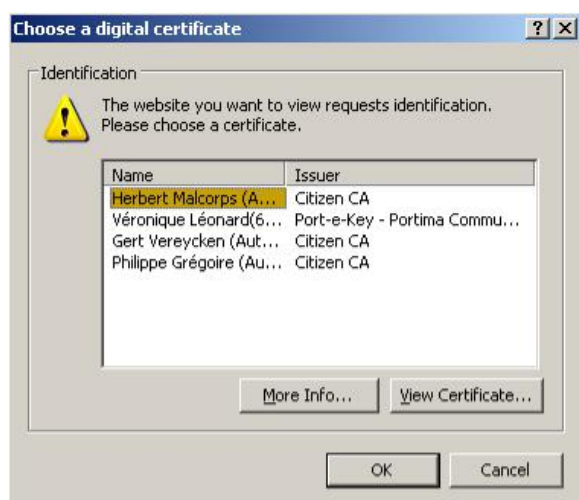 Choose a digital certificate
Identification
The website you want to view requests identification.
Please choose a certificate.
Name Issuer
Herbert Malcorps (A... Citizen CA
Véronique Léonard(6... Port-e-Key - Portima Commu...
Gert Vereycken (Aut... Citizen CA
Philippe Grégoire (Au... Citizen CA
More Info... View Certificate...
OK Cancel